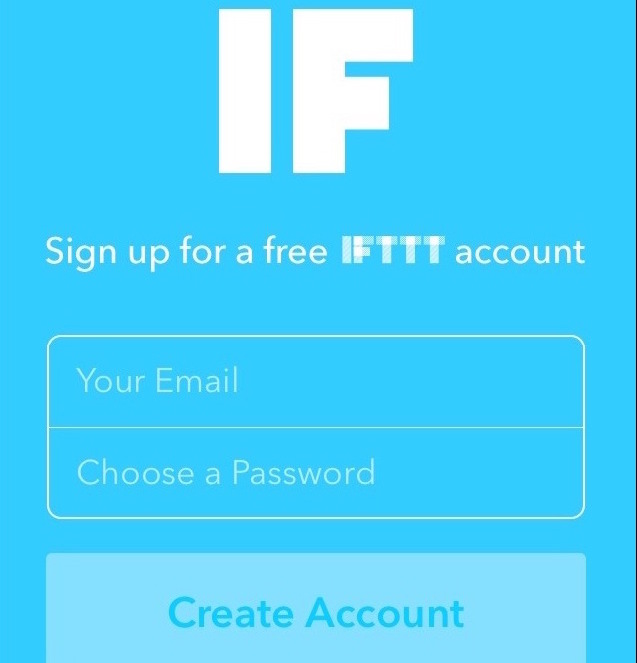 IF
Sign up for a free IFTTT account
Your Email
Choose a Password
Create Account